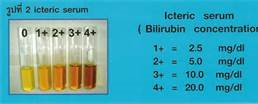 รูปที่ 2 icteric serum
0 1+ 2+ 3+ 4+
Icteric serum
( Bilirubin concentration
1+ = 2.5 mg/dl
2+ = 5.0 mg/dl
3+ = 10.0 mg/dl
4+ = 20.0 mg/dl